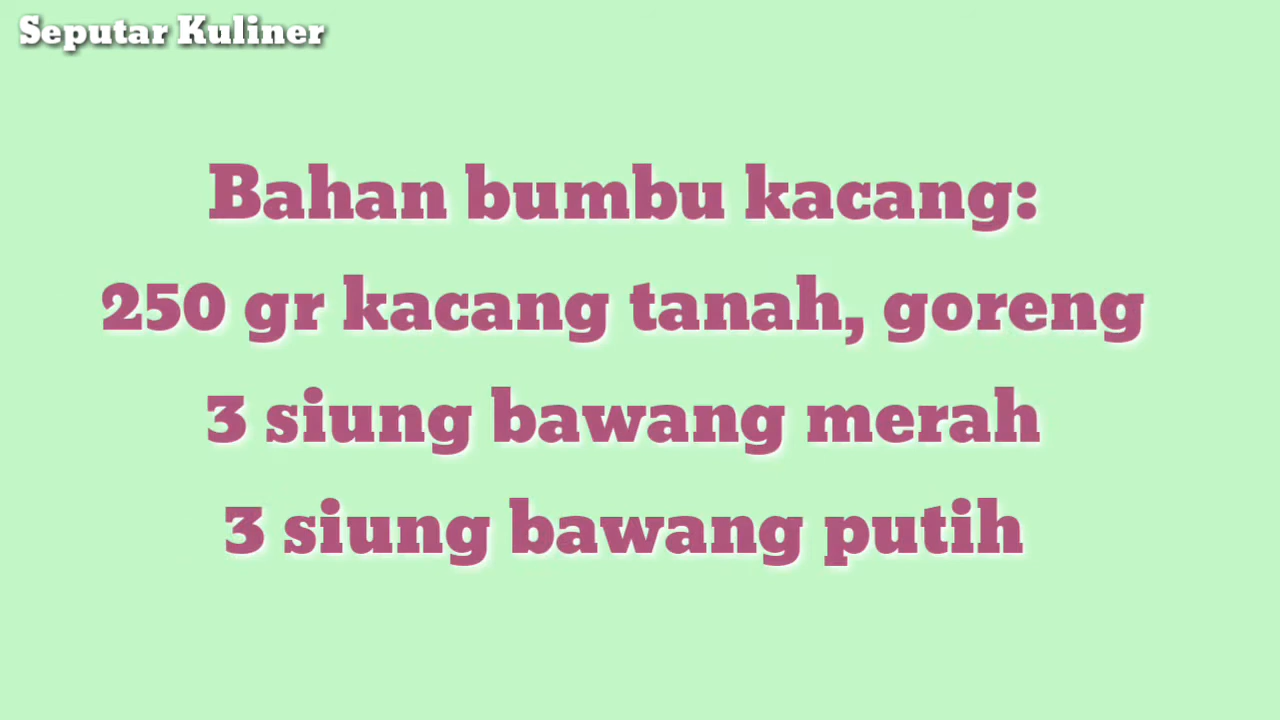 Seputar Kuliner
Bahan bumbu kacang:
250 gr kacang tanah, goreng
3 siung bawang merah
3 siung bawang putih